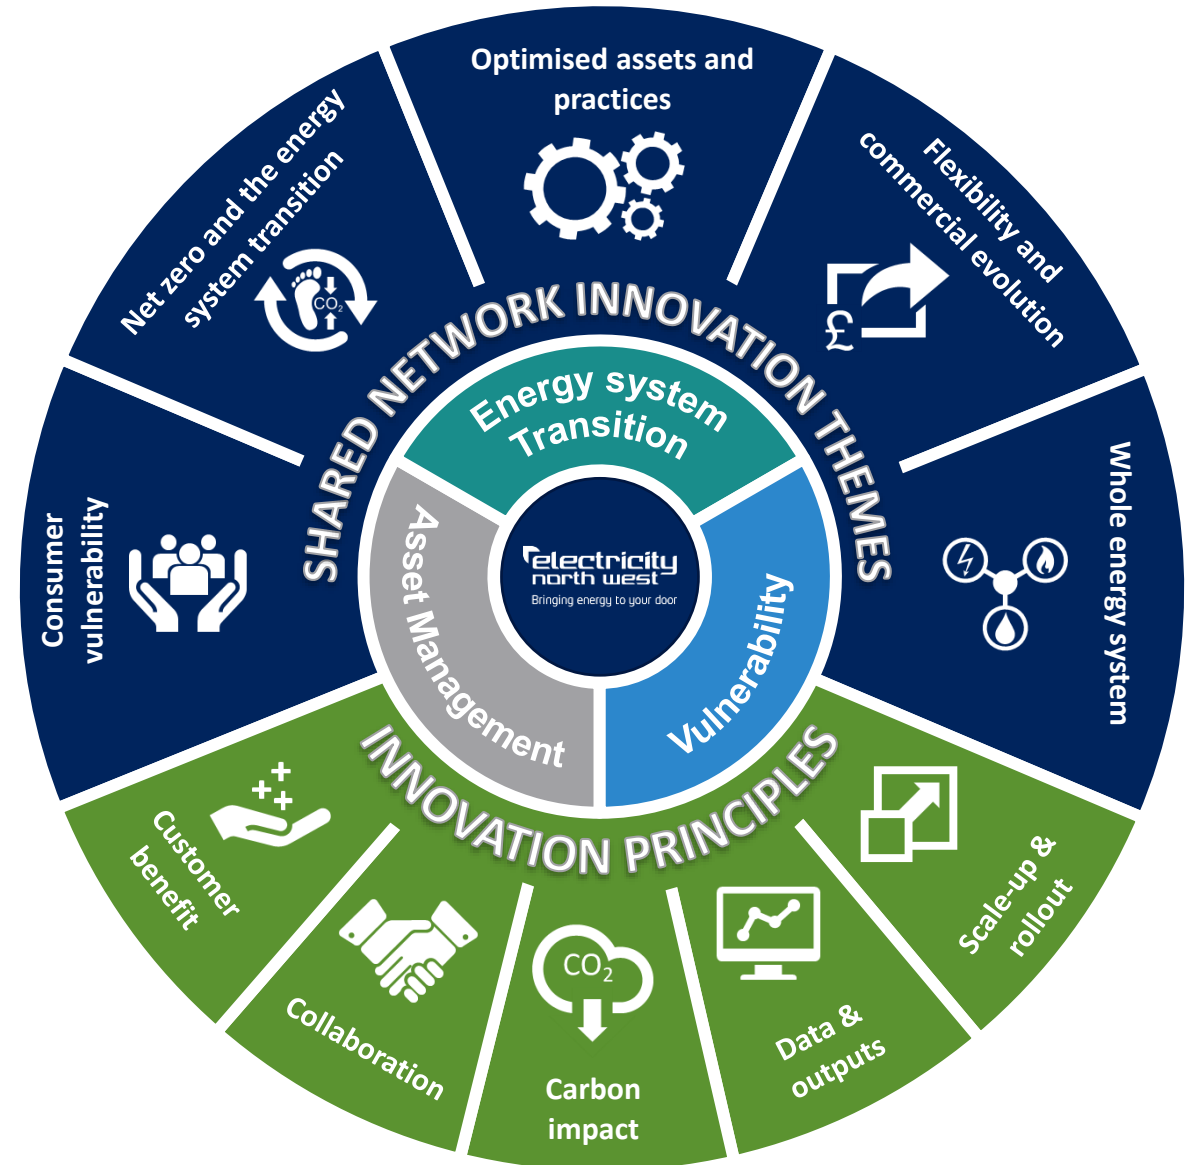 Optimised assets and
practices
Flexibility and
commercial evolution
Whole energy system
Net zero and the energy
system transition
CO2
£
Consumer
vulnerability
SHARED NETWORK INNOVATION THEMES
Energy system
Transition
Asset Management
Vulnerability
electricity
north west
Bringing energy to your door
INNOVATION PRINCIPLES
Customer
benefit
Collaboration
CO2
Carbon
impact
Data &
outputs
Scale-up &
rollout